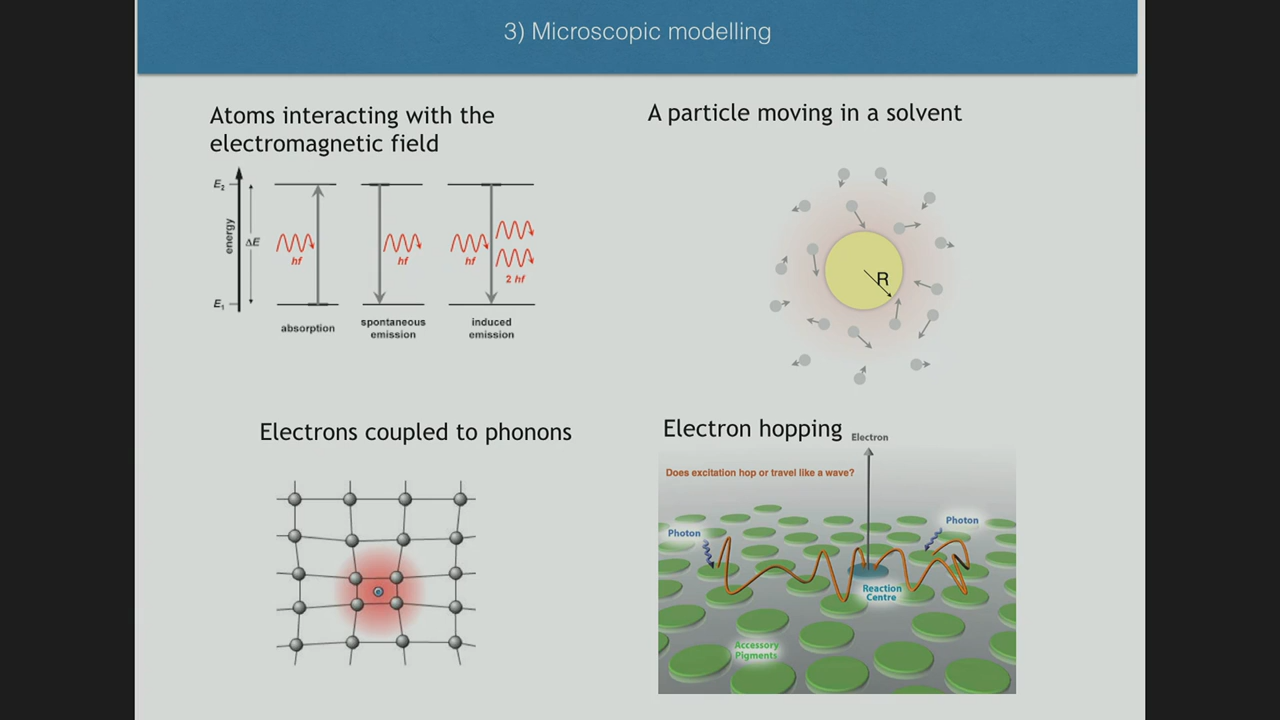 3) Microscopic modelling
Atoms interacting with the
electromagnetic field
E2
energy
ΔE
E1
hf
hf
hf
2 hf
absorption
spontaneous
emission
induced
emission
A particle moving in a solvent
R
Electrons coupled to phonons
Electron hopping
Electron
Does excitation hop or travel like a wave?
Photon
Photon
Reaction
Centre
Accessory
Pigments